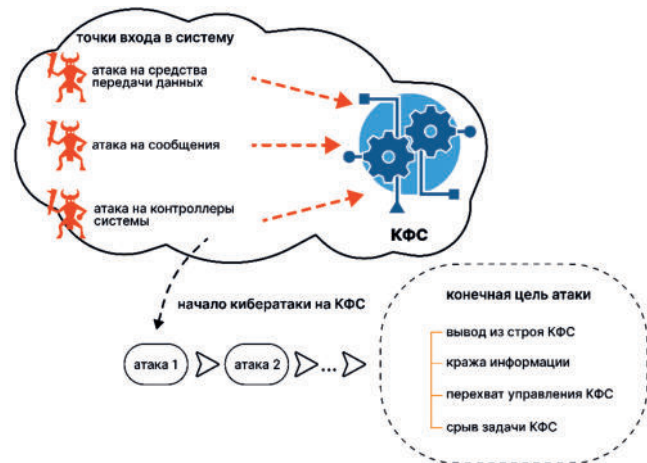 точки входа в систему
атака на средства
передачи данных
атака на сообщения
атака на контроллеры
системы
КФС
начало кибератаки на КФС
атака 1
атака 2
...
конечная цель атаки
вывод из строя КФС
кража информации
перехват управления КФС
срыв задачи КФС